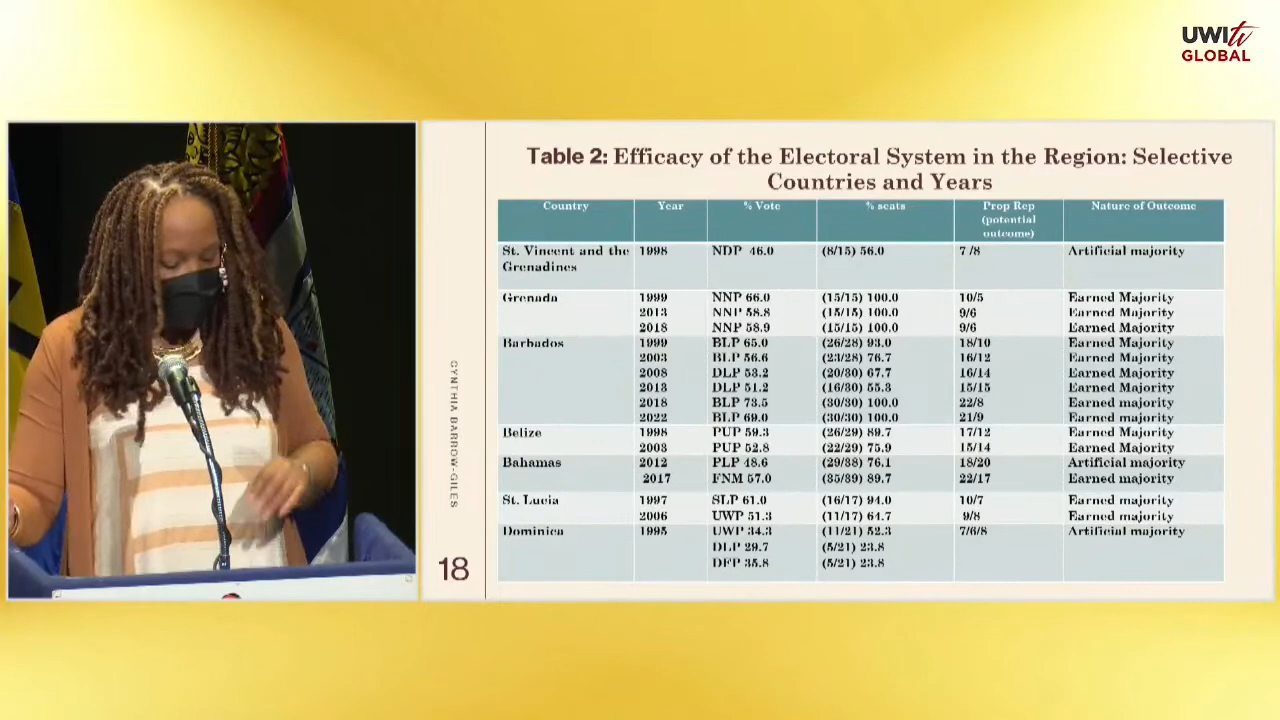 UWItv
GLOBAL
Table 2: Efficacy of the Electoral System in the Region: Selective
Countries and Years
Country Year % Vote % seats Prop Rep (potential outcome) Nature of Outcome
St. Vincent and the Grenadines 1998 NDP 46.0 (8/15) 56.0 7/8 Artificial majority
Grenada 1999 NNP 66.0 (15/15) 100.0 10/5 Earned Majority
2013 NNP 58.8 (15/15) 100.0 9/6 Earned Majority
2018 NNP 58.9 (15/15) 100.0 9/6 Earned Majority
Barbados 1999 BLP 65.0 (26/28) 93.0 18/10 Earned Majority
2003 BLP 56.6 (23/28) 76.7 16/12 Earned Majority
2008 DLP 53.2 (20/30) 67.7 16/14 Earned Majority
2013 DLP 51.2 (16/30) 55.3 15/15 Earned Majority
2018 BLP 73.5 (30/30) 100.0 22/8 Earned majority
2022 BLP 69.0 (30/30) 100.0 21/9 Earned majority
Belize 1998 PUP 59.3 (26/29) 89.7 17/12 Earned Majority
2003 PUP 52.8 (22/29) 75.9 15/14 Earned Majority
Bahamas 2012 PLP 48.6 (29/38) 76.1 18/20 Artificial majority
2017 FNM 57.0 (35/39) 89.7 22/17 Earned majority
St. Lucia 1997 SLP 61.0 (16/17) 94.0 10/7 Earned majority
2006 UWP 51.3 (11/17) 64.7 9/8 Earned majority
Dominica 1995 UWP 34.3 (11/21) 52.3 7/6/8 Artificial majority
DLP 29.7 (5/21) 23.8
DFP 35.8 (5/21) 23.8
CYNTHIA BARROW-GILES
18